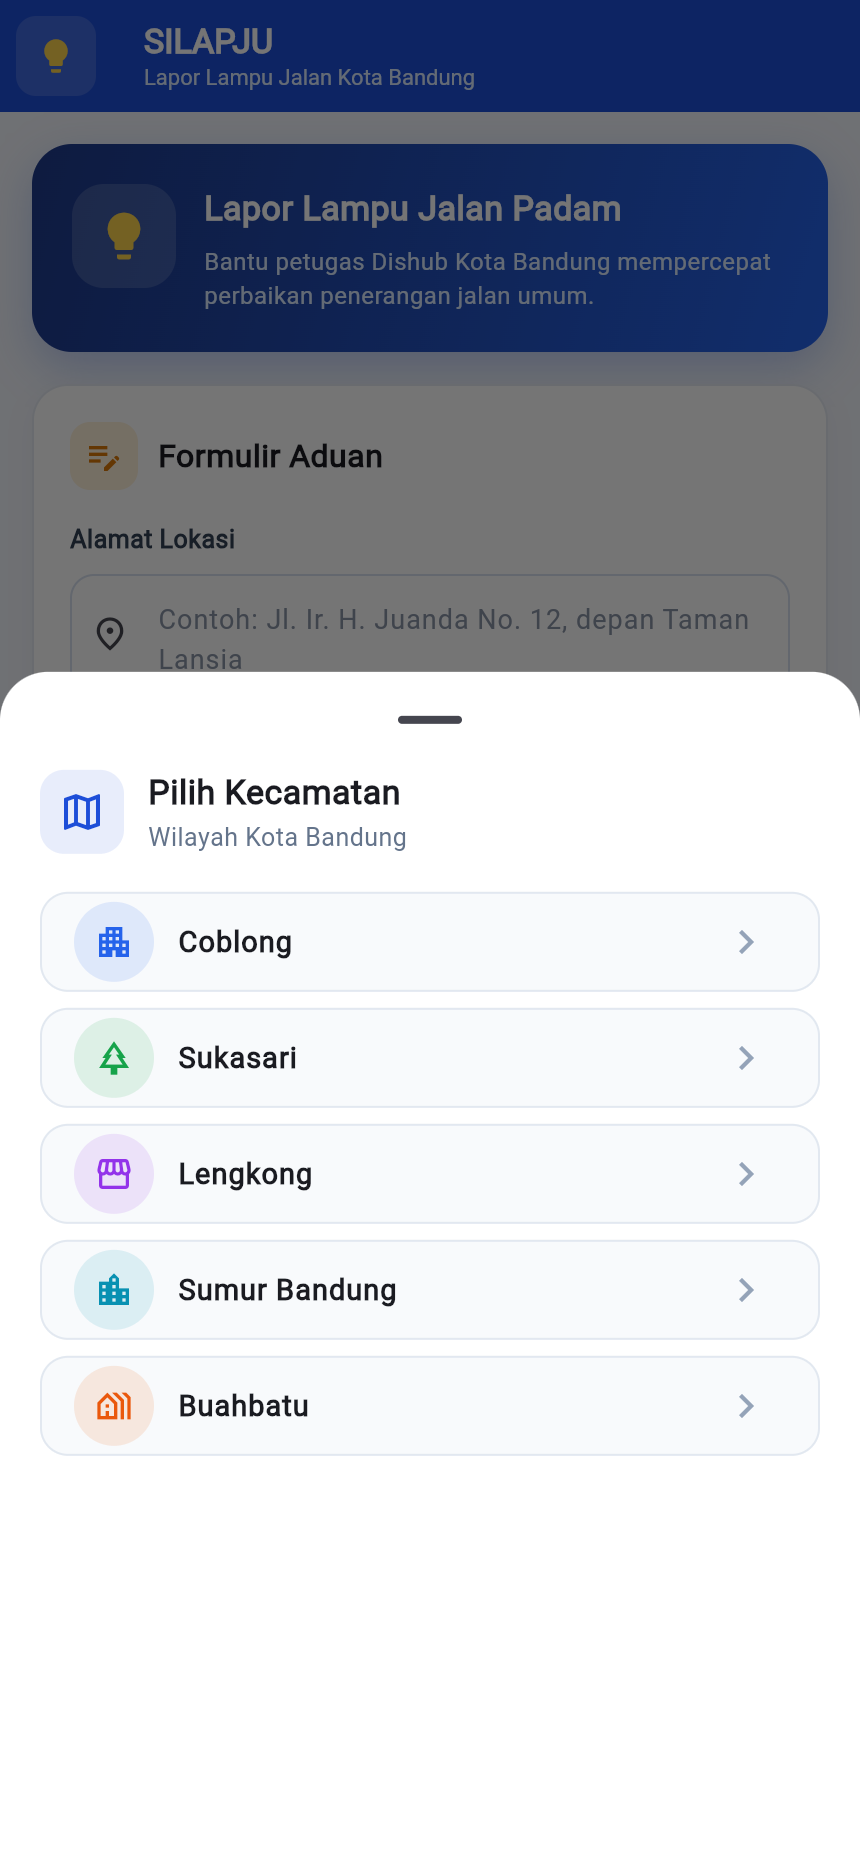 SILAPJU
Lapor Lampu Jalan Kota Bandung
Lapor Lampu Jalan Padam
Bantu petugas Dishub Kota Bandung mempercepat
perbaikan penerangan jalan umum.
Formulir Aduan
Alamat Lokasi
Contoh: Jl. Ir. H. Juanda No. 12, depan Taman
Lansia
Pilih Kecamatan
Wilayah Kota Bandung
Coblong
Sukasari
Lengkong
Sumur Bandung
Buahbatu